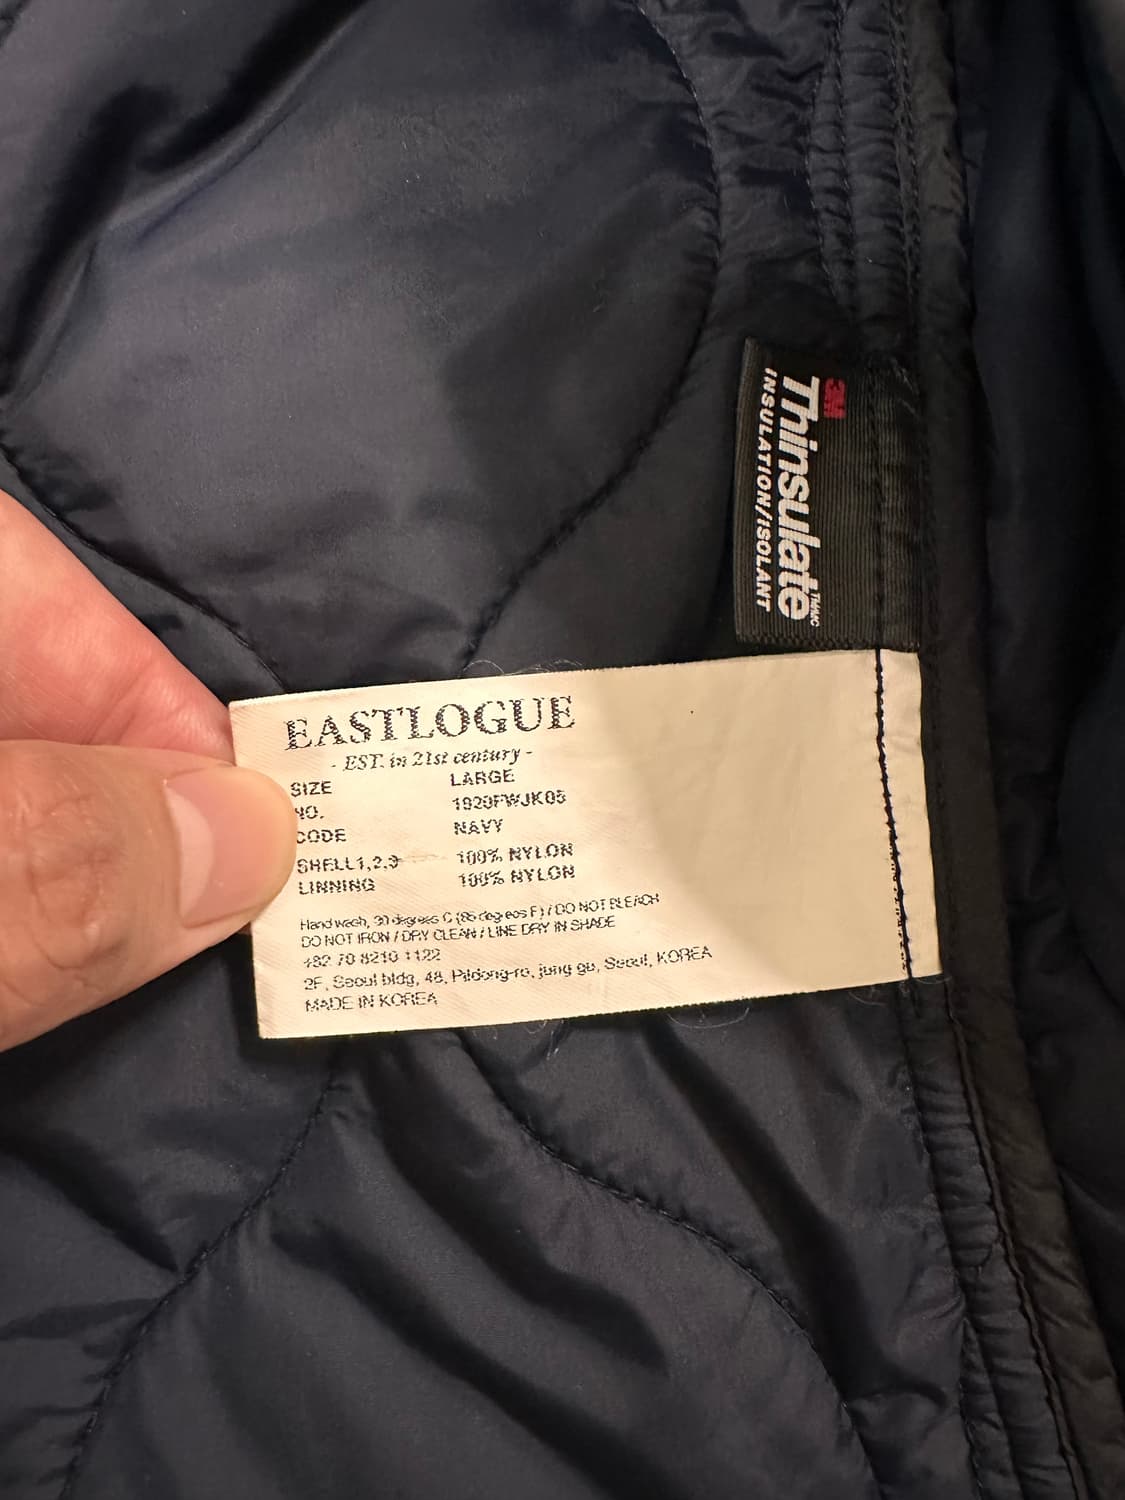 3M
Thinsulate
INSULATION/ISOLANT
EASTLOGUE
- EST. in 21st century -
SIZE LARGE
NO. 1920FWJK05
CODE NAVY
SHELL1,2,3 100% NYLON
LINNING 100% NYLON
Hand wash, 30 degrees C (86 degrees F) / DO NOT BLEACH
DO NOT IRON / DRY CLEAN / LINE DRY IN SHADE
+82 70 8210 1122
2F, Seoul bldg, 48, Pildong-ro, jung gu, Seoul, KOREA
MADE IN KOREA